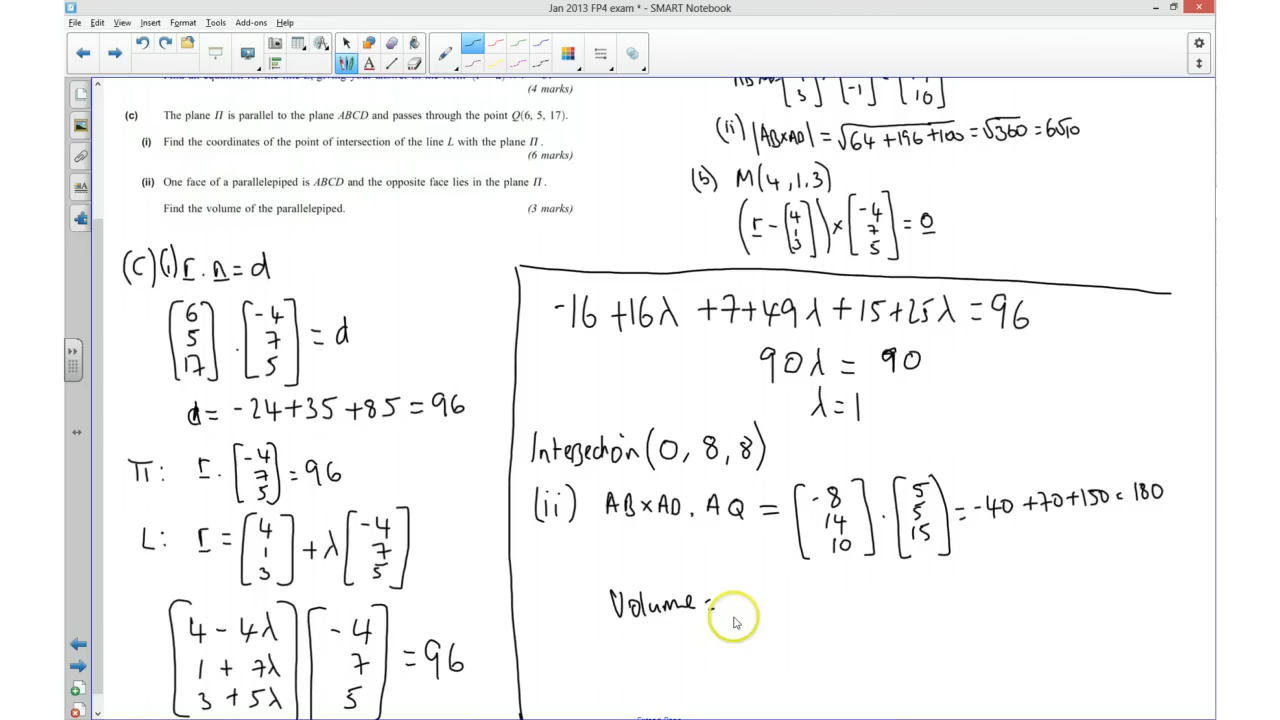 Jan 2013 FP4 exam * - SMART Notebook
File Edit View Insert Format Tools Add-ons Help
(4 marks)
(c) The plane Π is parallel to the plane ABCD and passes through the point Q(6, 5, 17).
(i) Find the coordinates of the point of intersection of the line L with the plane Π .
(6 marks)
(ii) One face of a parallelepiped is ABCD and the opposite face lies in the plane Π .
Find the volume of the parallelepiped. (3 marks)
3 -1 10
(ii) |AB×AD| = √64+196+100 = √360 = 6√10
(b) M(4,1,3)
(r - [4 1 3]) × [-4 7 5] = 0
(c)(i) r . n = d
[6 5 17] . [-4 7 5] = d
d = -24+35+85 = 96
Π: r . [-4 7 5] = 96
L: r = [4 1 3] + λ [-4 7 5]
[4-4λ 1+7λ 3+5λ] [-4 7 5] = 96
-16+16λ+7+49λ+15+25λ = 96
90λ = 90
λ = 1
Intersection (0, 8, 8)
(ii) AB×AD . AQ = [-8 14 10] . [5 5 15] = -40+70+150 = 180
Volume =